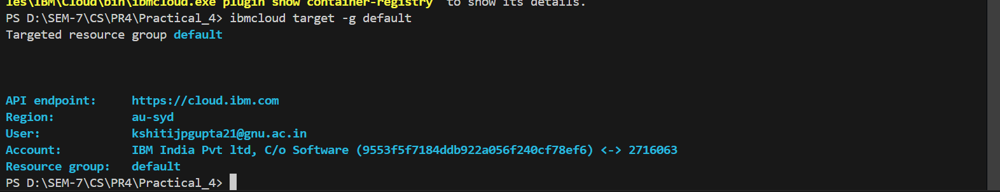 les\IBM\Cloud\bin\ibmcloud.exe plugin show container-registry' to show its details.
PS D:\SEM-7\CS\PR4\Practical_4> ibmcloud target -g default
Targeted resource group default
API endpoint: https://cloud.ibm.com
Region: au-syd
User: kshitijpgupta21@gnu.ac.in
Account: IBM India Pvt ltd, C/o Software (9553f5f7184ddb922a056f240cf78ef6) <-> 2716063
Resource group: default
PS D:\SEM-7\CS\PR4\Practical_4>